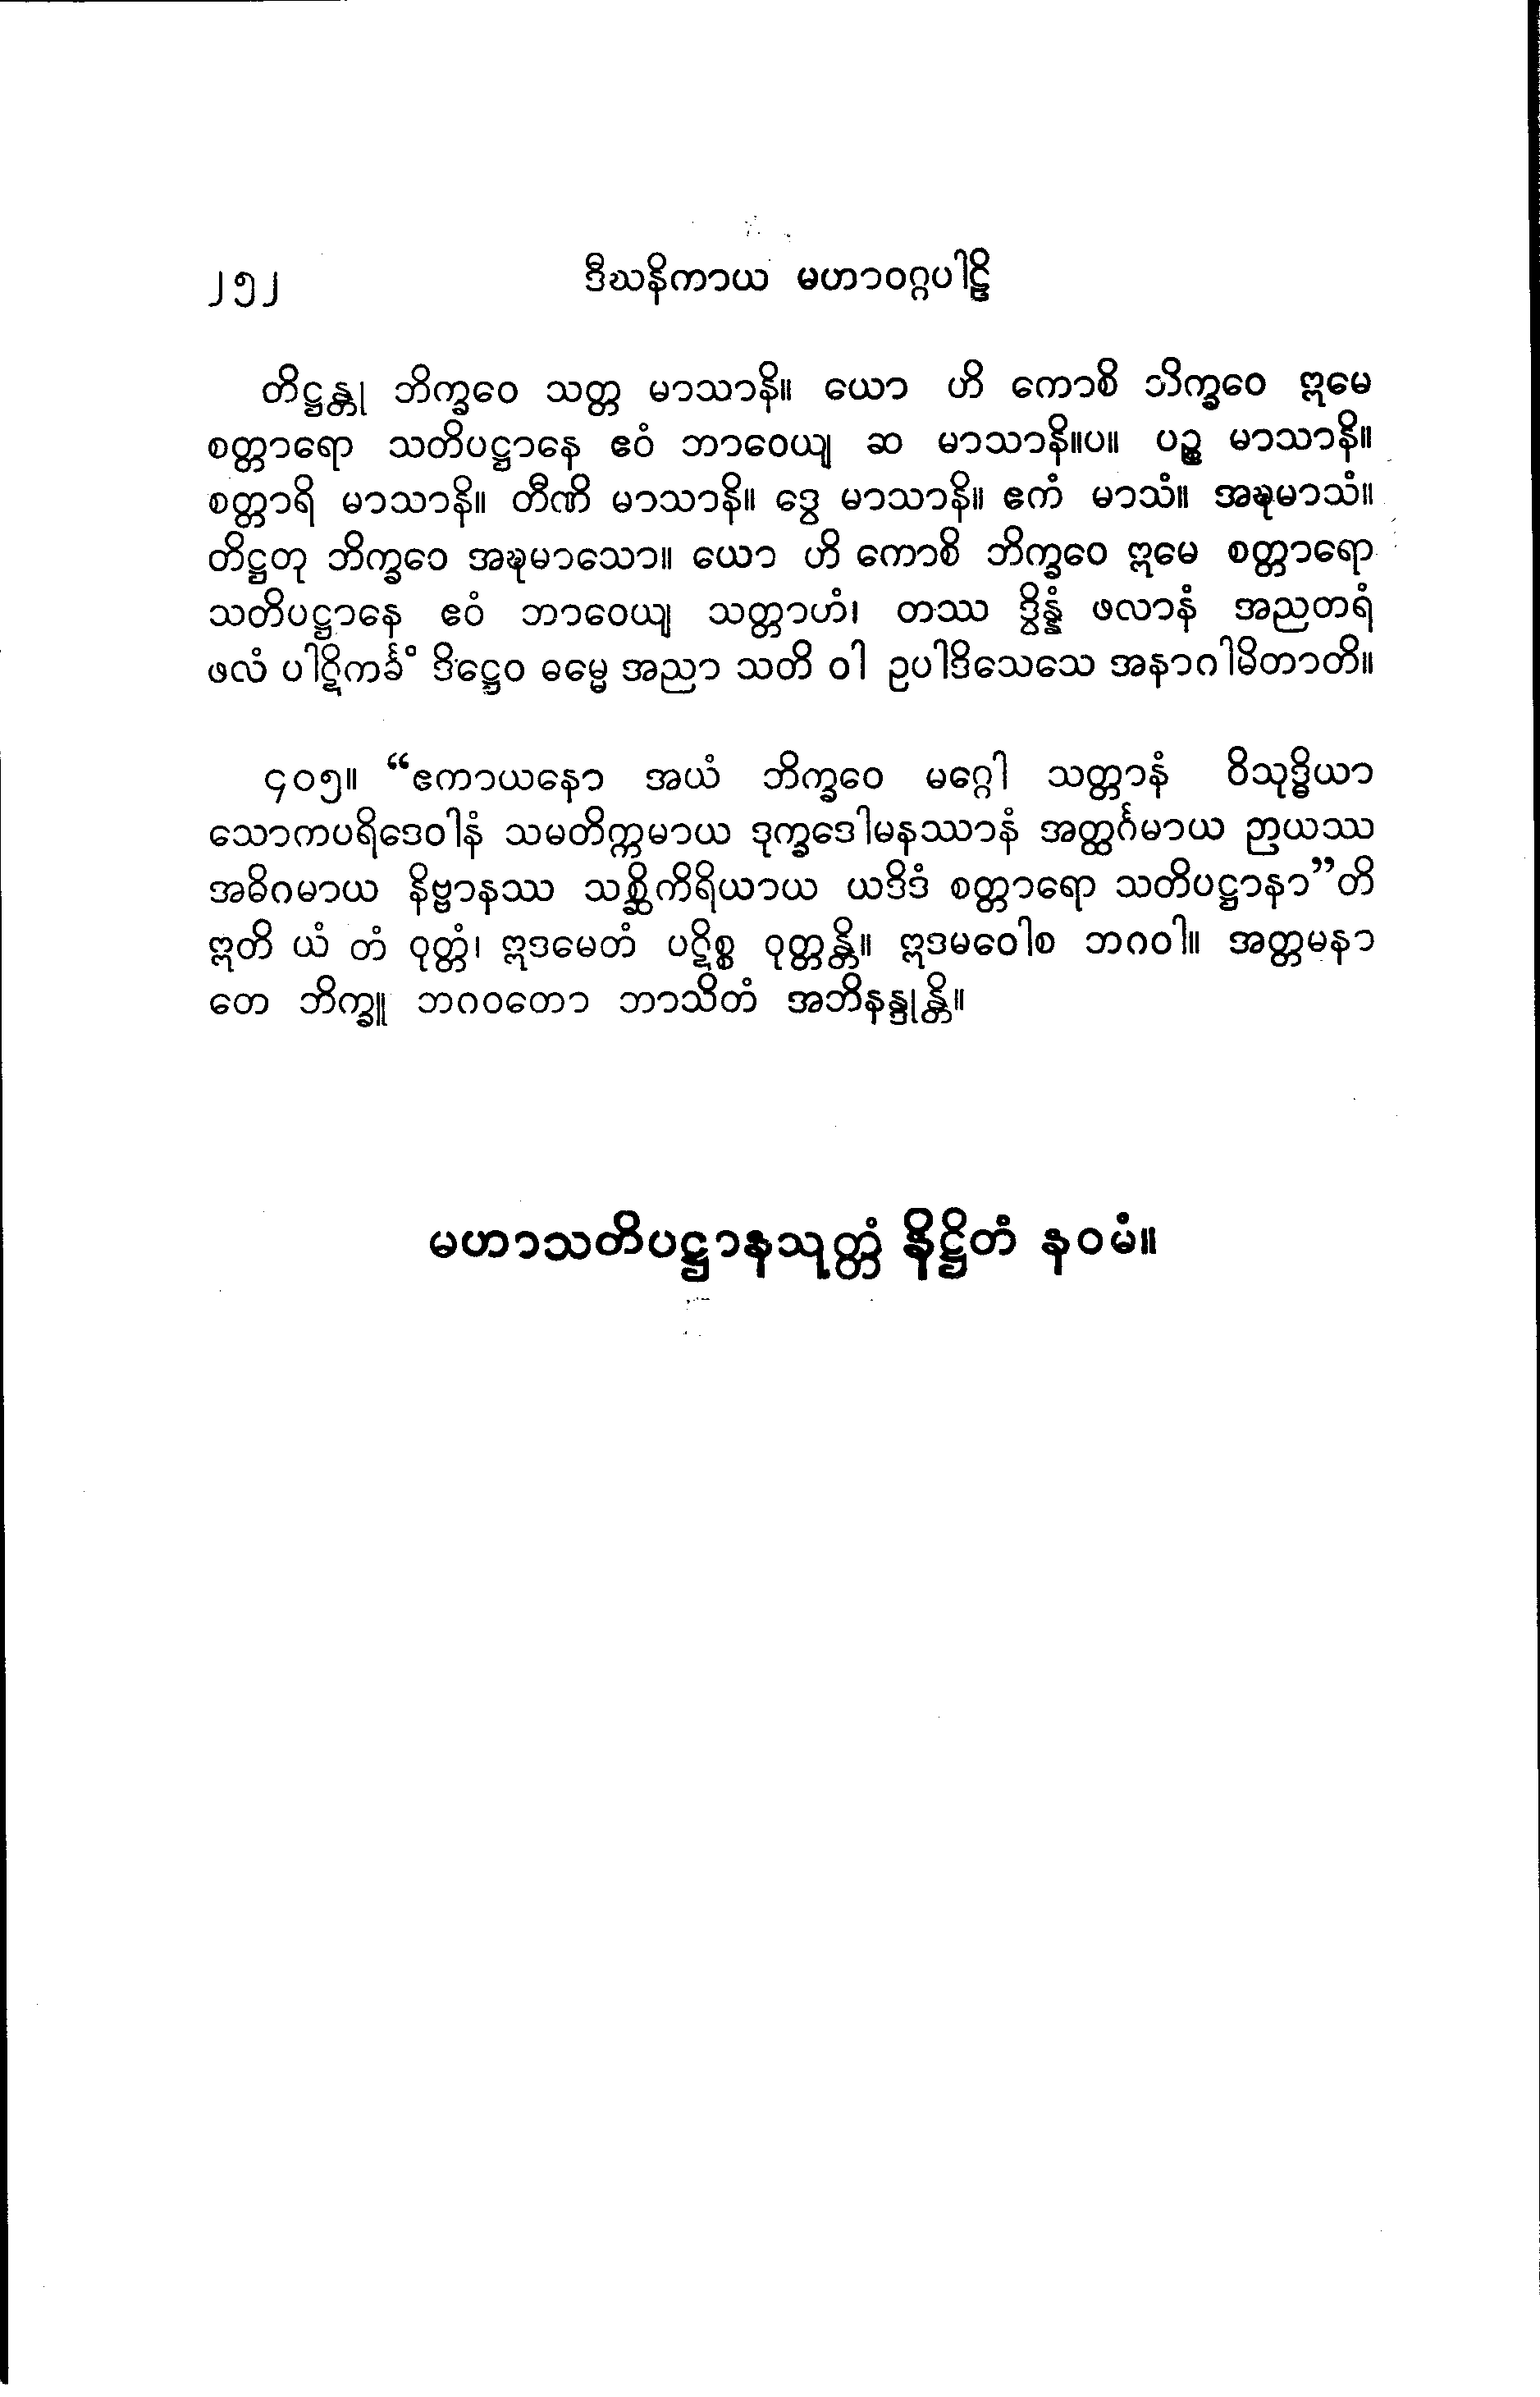 ၂၅၂ ဒီဃနိကာယ မဟာဝဂ္ဂပါဠိ
တိဋ္ဌန္တု ဘိက္ခဝေ သတ္တ မာသာနိ။ ယော ဟိ ကောစိ ဘိက္ခဝေ ဣမေ
စတ္တာရော သတိပဋ္ဌာနေ ဧဝံ ဘာဝေယျ ဆ မာသာနိ။ပ။ ပဉ္စ မာသာနိ။
စတ္တာရိ မာသာနိ။ တီဏိ မာသာနိ။ ဒွေ မာသာနိ။ ဧကံ မာသံ။ အဍ္ဎမာသံ။
တိဋ္ဌတု ဘိက္ခဝေ အဍ္ဎမာသော။ ယော ဟိ ကောစိ ဘိက္ခဝေ ဣမေ စတ္တာရော
သတိပဋ္ဌာနေ ဧဝံ ဘာဝေယျ သတ္တာဟံ၊ တဿ ဒွိန္နံ ဖလာနံ အညတရံ
ဖလံ ပါဋိကင်္ခံ ဒိဋ္ဌေဝ ဓမ္မေ အညာ သတိ ဝါ ဥပါဒိသေသေ အနာဂါမိတာတိ။
၄၀၅။ “ဧကာယနော အယံ ဘိက္ခဝေ မဂ္ဂေါ သတ္တာနံ ဝိသုဒ္ဓိယာ
သောကပရိဒေဝါနံ သမတိက္ကမာယ ဒုက္ခဒေါမနဿာနံ အတ္ထင်္ဂမာယ ဉာယဿ
အဓိဂမာယ နိဗ္ဗာနဿ သစ္ဆိကိရိယာယ ယဒိဒံ စတ္တာရော သတိပဋ္ဌာနာ”တိ
ဣတိ ယံ တံ ဝုတ္တံ၊ ဣဒမေတံ ပဋိစ္စ ဝုတ္တန္တိ။ ဣဒမဝေါစ ဘဂဝါ။ အတ္တမနာ
တေ ဘိက္ခူ ဘဂဝတော ဘာသိတံ အဘိနန္ဒုန္တိ။
မဟာသတိပဋ္ဌာနသုတ္တံ နိဋ္ဌိတံ နဝမံ။